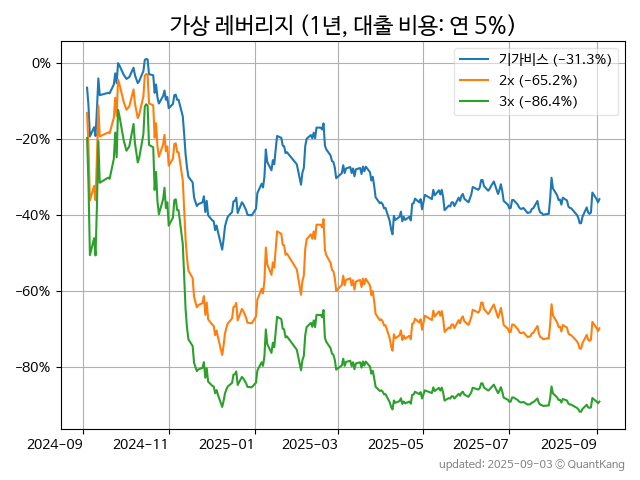 가상 레버리지 (1년, 대출 비용: 연 5%)
기가비스 (−31.3%)
2x (−65.2%)
3x (−86.4%)
0%
−20%
−40%
−60%
−80%
2024-09 2024-11 2025-01 2025-03 2025-05 2025-07 2025-09
updated: 2025-09-03 © QuantKang